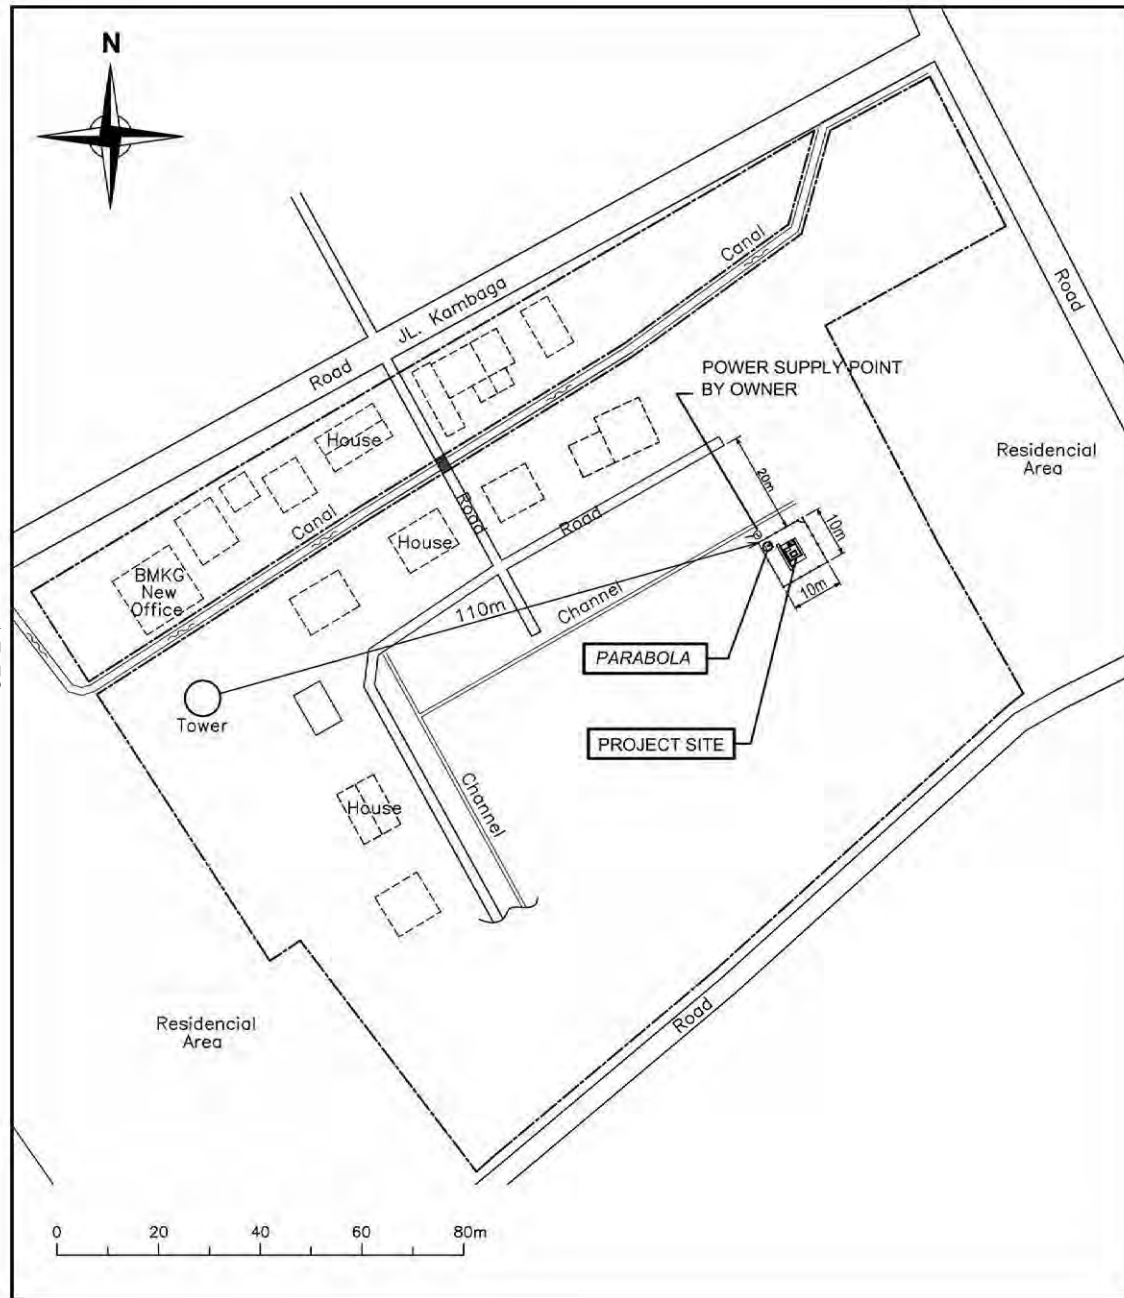 N
JL. Kambaga
Road
Canal
Road
POWER SUPPLY POINT
BY OWNER
House
Residencial
Area
20m
10m
Road
Canal
Road
House
BMKG
New
Office
10m
110m
Channel
PARABOLA
Tower
PROJECT SITE
House
Channel
Road
Residencial
Area
0 20 40 60 80m